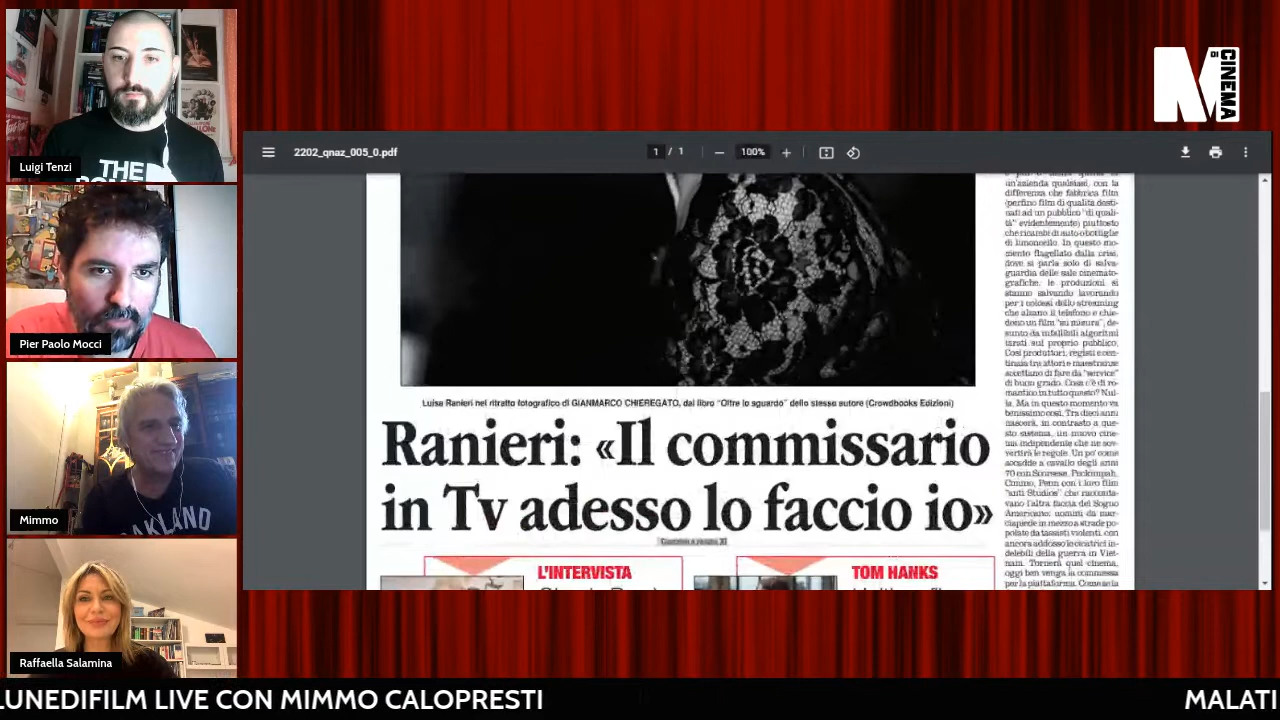 Luigi Tenzi
THE
Pier Paolo Mocci
Mimmo
OAKLAND
Raffaella Salamina
M DI CINEMA
2202_qnaz_005_0.pdf
1 / 1
100%
un'azienda qualsiasi, con la
differenza che fabbrica film
(perfino film di qualità desti-
nati ad un pubblico "di quali-
tà" evidentemente) piuttosto
che ricambi di auto o bottiglie
di limoncello. In questo mo-
mento flagellato dalla crisi,
dove si parla solo di salva-
guardia delle sale cinemato-
grafiche, le produzioni si
stanno salvando lavorando
per i colossi dello streaming
che alzano il telefono e chie-
dono un film "su misura", de-
sunto da infallibili algoritmi
tarati sul proprio pubblico.
Così produttori, registi e con-
tinuia tra attori e maestranze
accettano di fare da "service"
di buon grado. Cosa c'è di ro-
mantico in tutto questo? Nul-
la. Ma in questo momento va
benissimo così. Tra dieci anni
nascerà, in contrasto a que-
sto sistema, un nuovo cine-
ma indipendente che ne sov-
vertirà le regole. Un po' come
accadde a cavallo degli anni
70 con Scorsese, Peckinpah,
Cimino, Penn con i loro film
"anti Studios" che racconta-
vano l'altra faccia del Sogno
Americano: uomini da mar-
ciapiede in mezzo a strade po-
polate da tassisti violenti, con
ancora addosso le cicatrici in-
delebili della guerra in Viet-
nam. Tornerà quel cinema,
oggi ben venga la commessa
per la piattaforma. Come se la
Luisa Ranieri nel ritratto fotografico di GIANMARCO CHIEREGATO, dal libro "Oltre lo sguardo" dello stesso autore (Crowdbooks Edizioni)
Ranieri: «Il commissario
in Tv adesso lo faccio io»
L'INTERVISTA
TOM HANKS
LUNEDIFILM LIVE CON MIMMO CALOPRESTI
MALATI